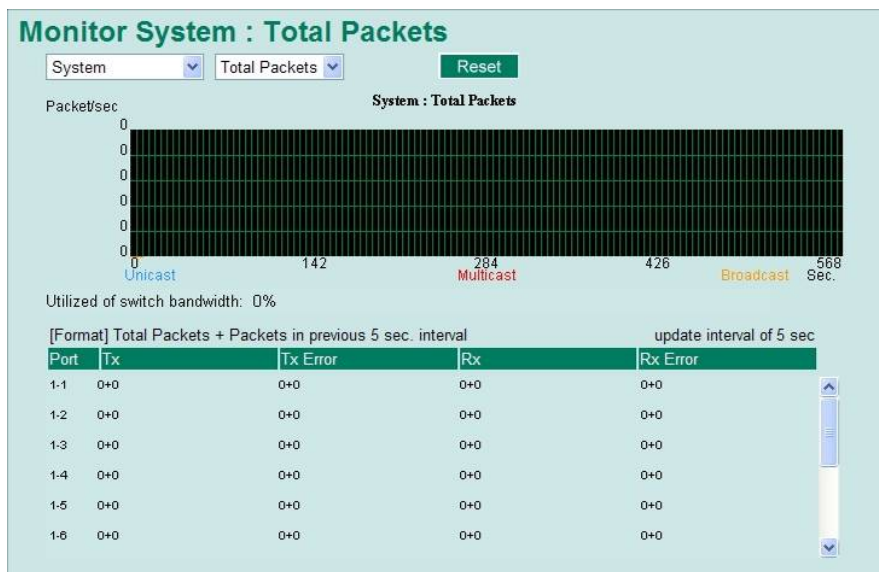 Monitor System : Total Packets
System Total Packets Reset
Packet/sec System : Total Packets
0
0
0
0
0
0
0 142 284 426 568
Unicast Multicast Broadcast Sec.
Utilized of switch bandwidth: 0%
[Format] Total Packets + Packets in previous 5 sec. interval update interval of 5 sec
Port Tx Tx Error Rx Rx Error
1-1 0+0 0+0 0+0 0+0
1-2 0+0 0+0 0+0 0+0
1-3 0+0 0+0 0+0 0+0
1-4 0+0 0+0 0+0 0+0
1-5 0+0 0+0 0+0 0+0
1-6 0+0 0+0 0+0 0+0